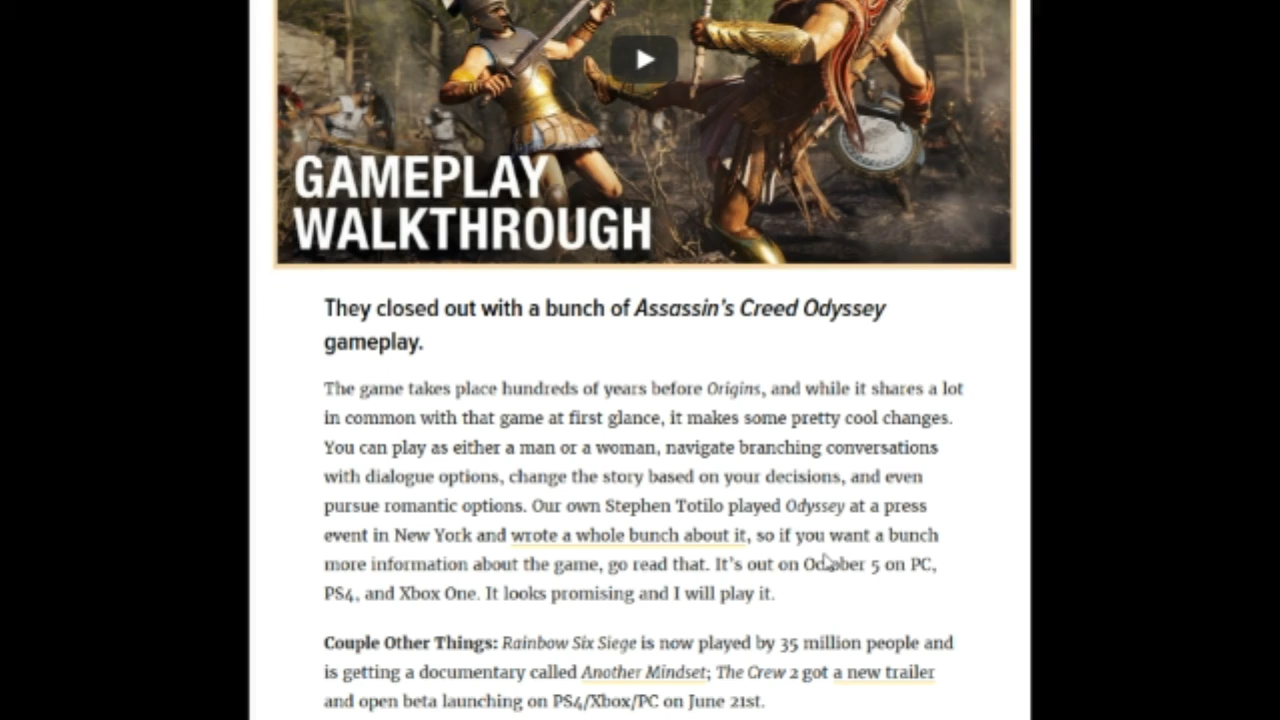 GAMEPLAY
WALKTHROUGH
They closed out with a bunch of Assassin's Creed Odyssey
gameplay.
The game takes place hundreds of years before Origins, and while it shares a lot
in common with that game at first glance, it makes some pretty cool changes.
You can play as either a man or a woman, navigate branching conversations
with dialogue options, change the story based on your decisions, and even
pursue romantic options. Our own Stephen Totilo played Odyssey at a press
event in New York and wrote a whole bunch about it, so if you want a bunch
more information about the game, go read that. It's out on October 5 on PC,
PS4, and Xbox One. It looks promising and I will play it.
Couple Other Things: Rainbow Six Siege is now played by 35 million people and
is getting a documentary called Another Mindset; The Crew 2 got a new trailer
and open beta launching on PS4/Xbox/PC on June 21st.